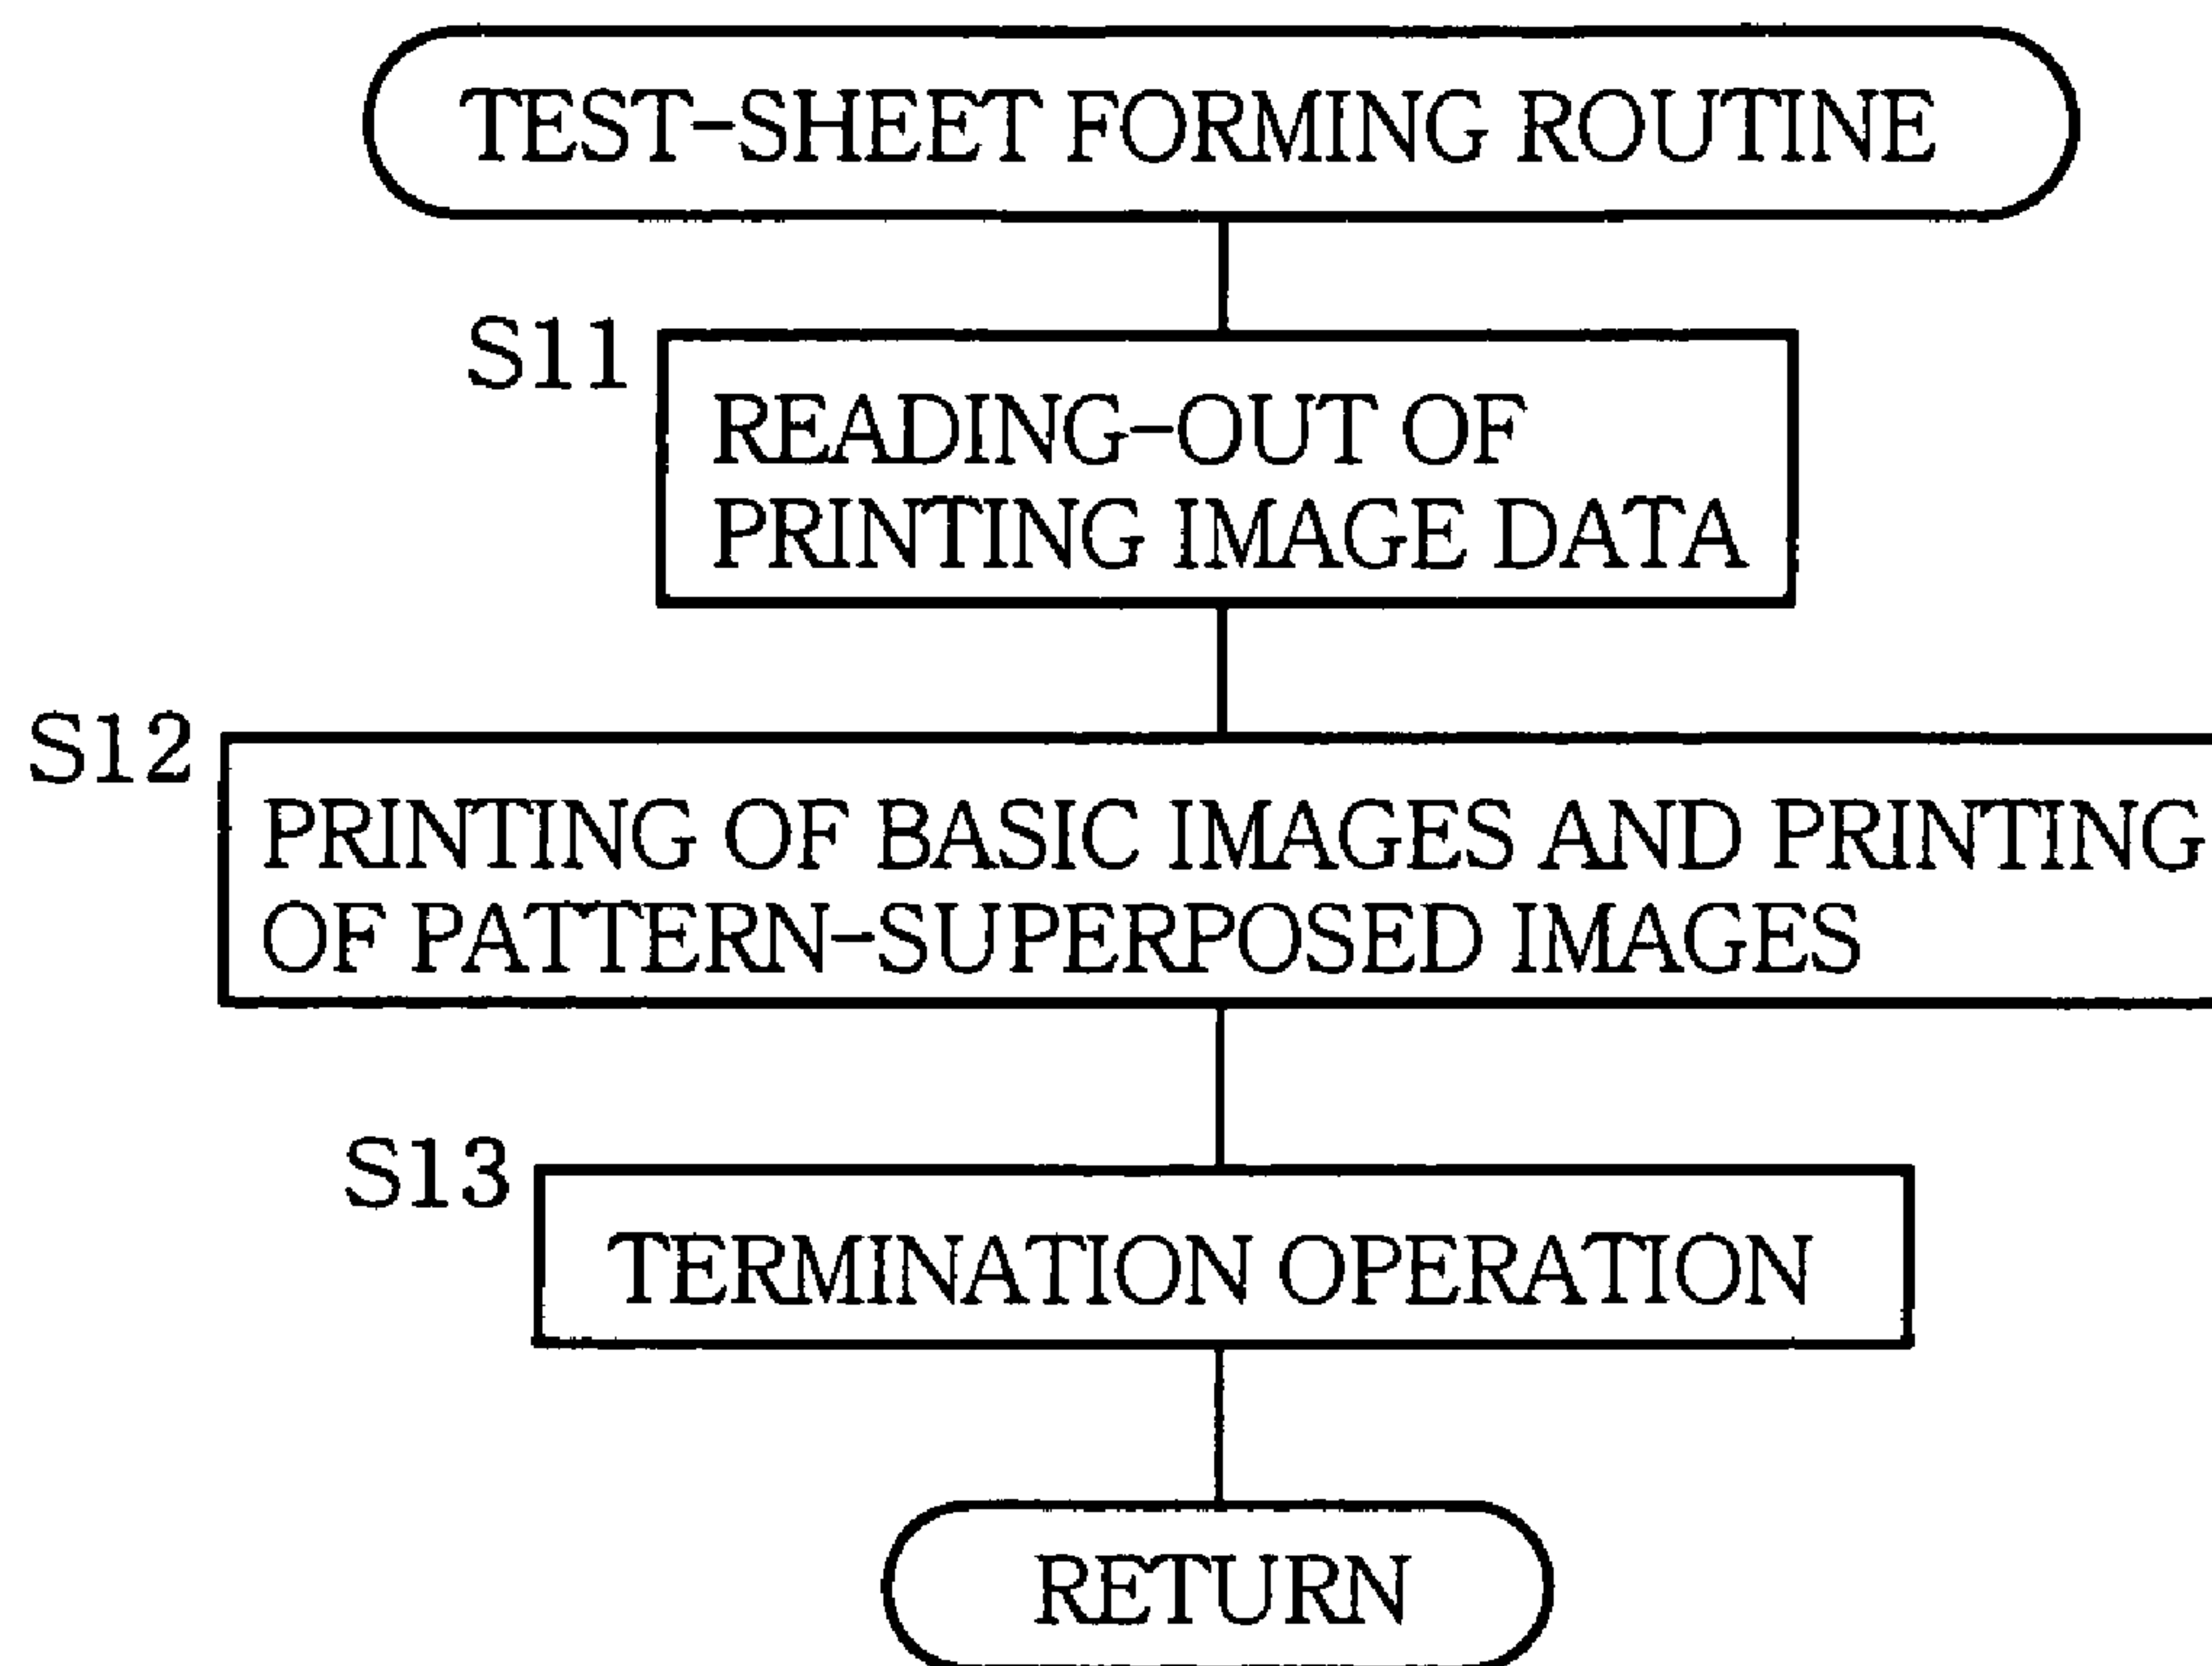 TEST-SHEET FORMING ROUTINE
S11
READING-OUT OF
PRINTING IMAGE DATA
S12
PRINTING OF BASIC IMAGES AND PRINTING
OF PATTERN-SUPERPOSED IMAGES
S13
TERMINATION OPERATION
RETURN